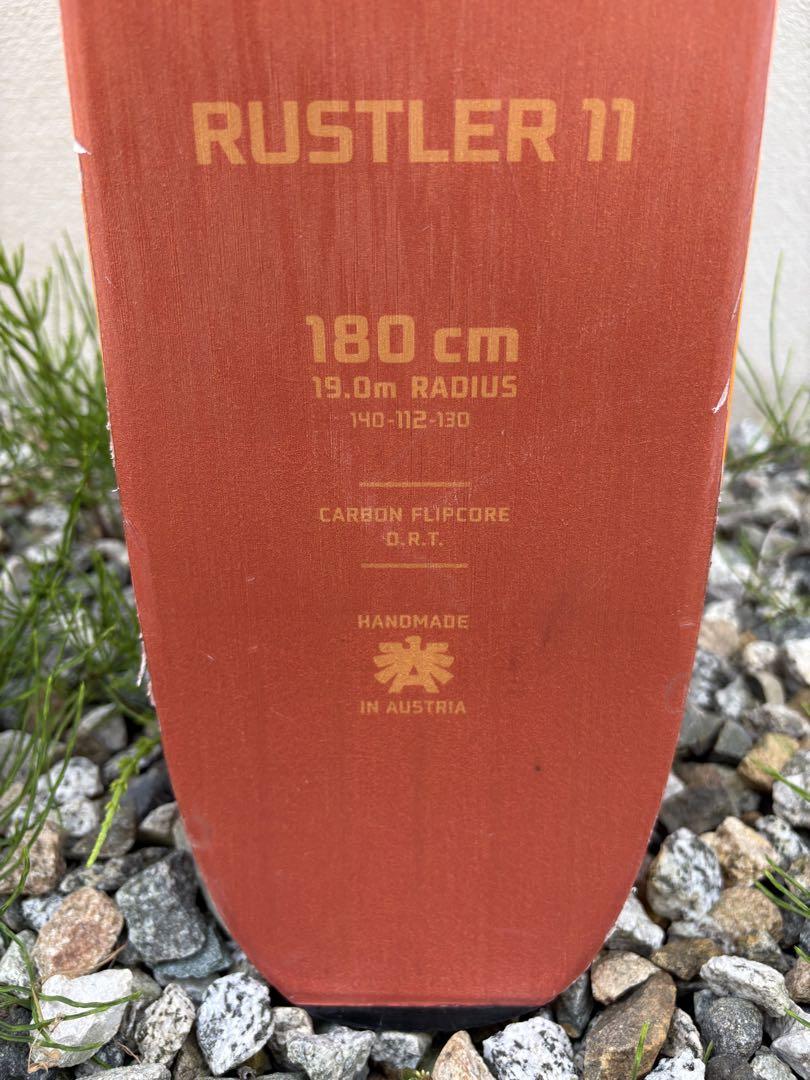 RUSTLER 11
180 cm
19.0m RADIUS
140-112-130
CARBON FLIPCORE
D.R.T.
HANDMADE
IN AUSTRIA